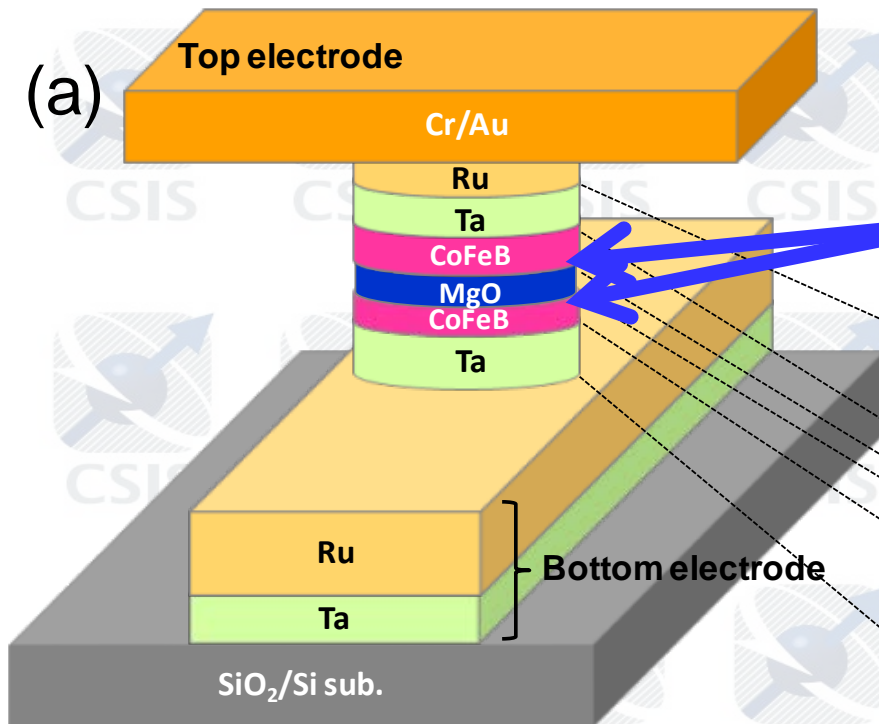 (a)
Top electrode
Cr/Au
Ru
Ta
CoFeB
MgO
CoFeB
Ta
Ru
Bottom electrode
Ta
SiO₂/Si sub.
CSIS
CSIS
CSIS
CSIS